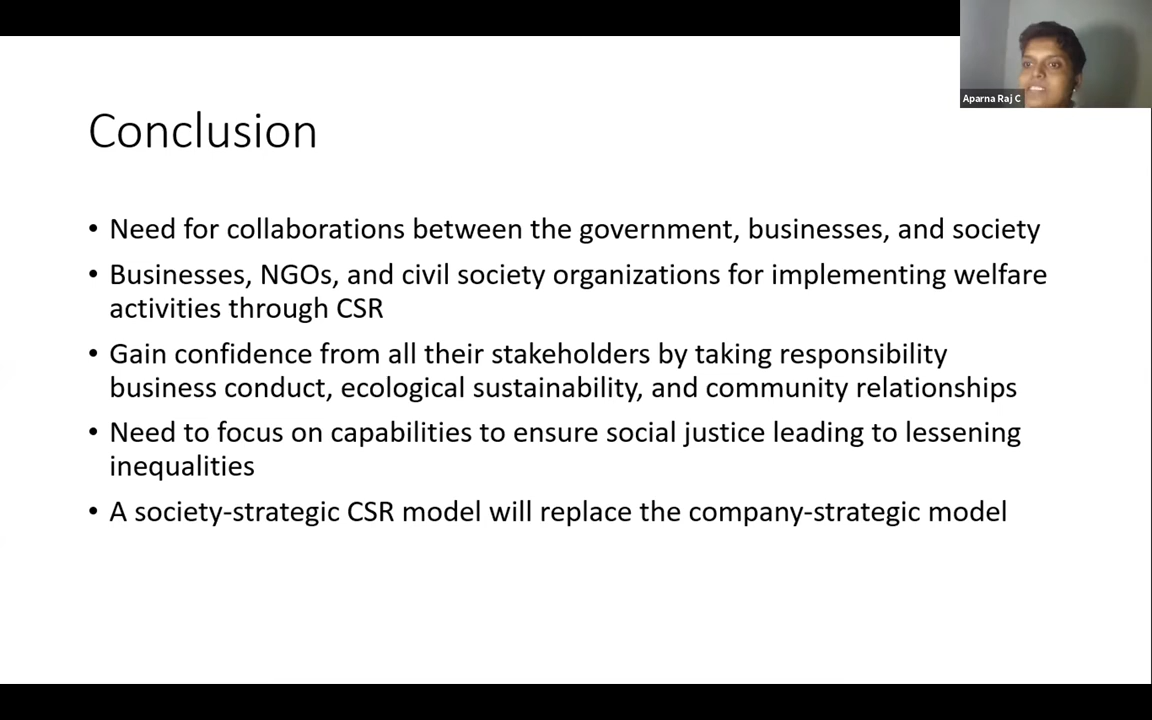 Aparna Raj C
Conclusion
• Need for collaborations between the government, businesses, and society
• Businesses, NGOs, and civil society organizations for implementing welfare
activities through CSR
• Gain confidence from all their stakeholders by taking responsibility
business conduct, ecological sustainability, and community relationships
• Need to focus on capabilities to ensure social justice leading to lessening
inequalities
• A society-strategic CSR model will replace the company-strategic model